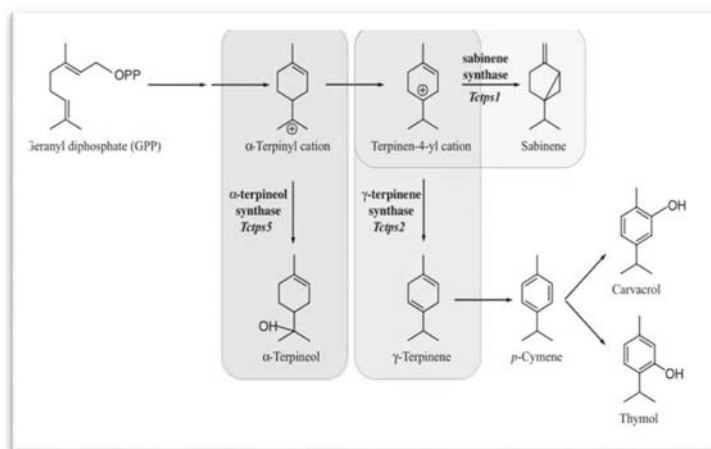 OPP
sabinene
synthase
Tctps1
eranyl diphosphate (GPP)
α-Terpinyl cation
Terpinen-4-yl cation
Sabinene
α-terpineol
synthase
Tctps5
γ-terpinene
synthase
Tctps2
OH
Carvacrol
OH
α-Terpineol
γ-Terpinene
p-Cymene
OH
Thymol